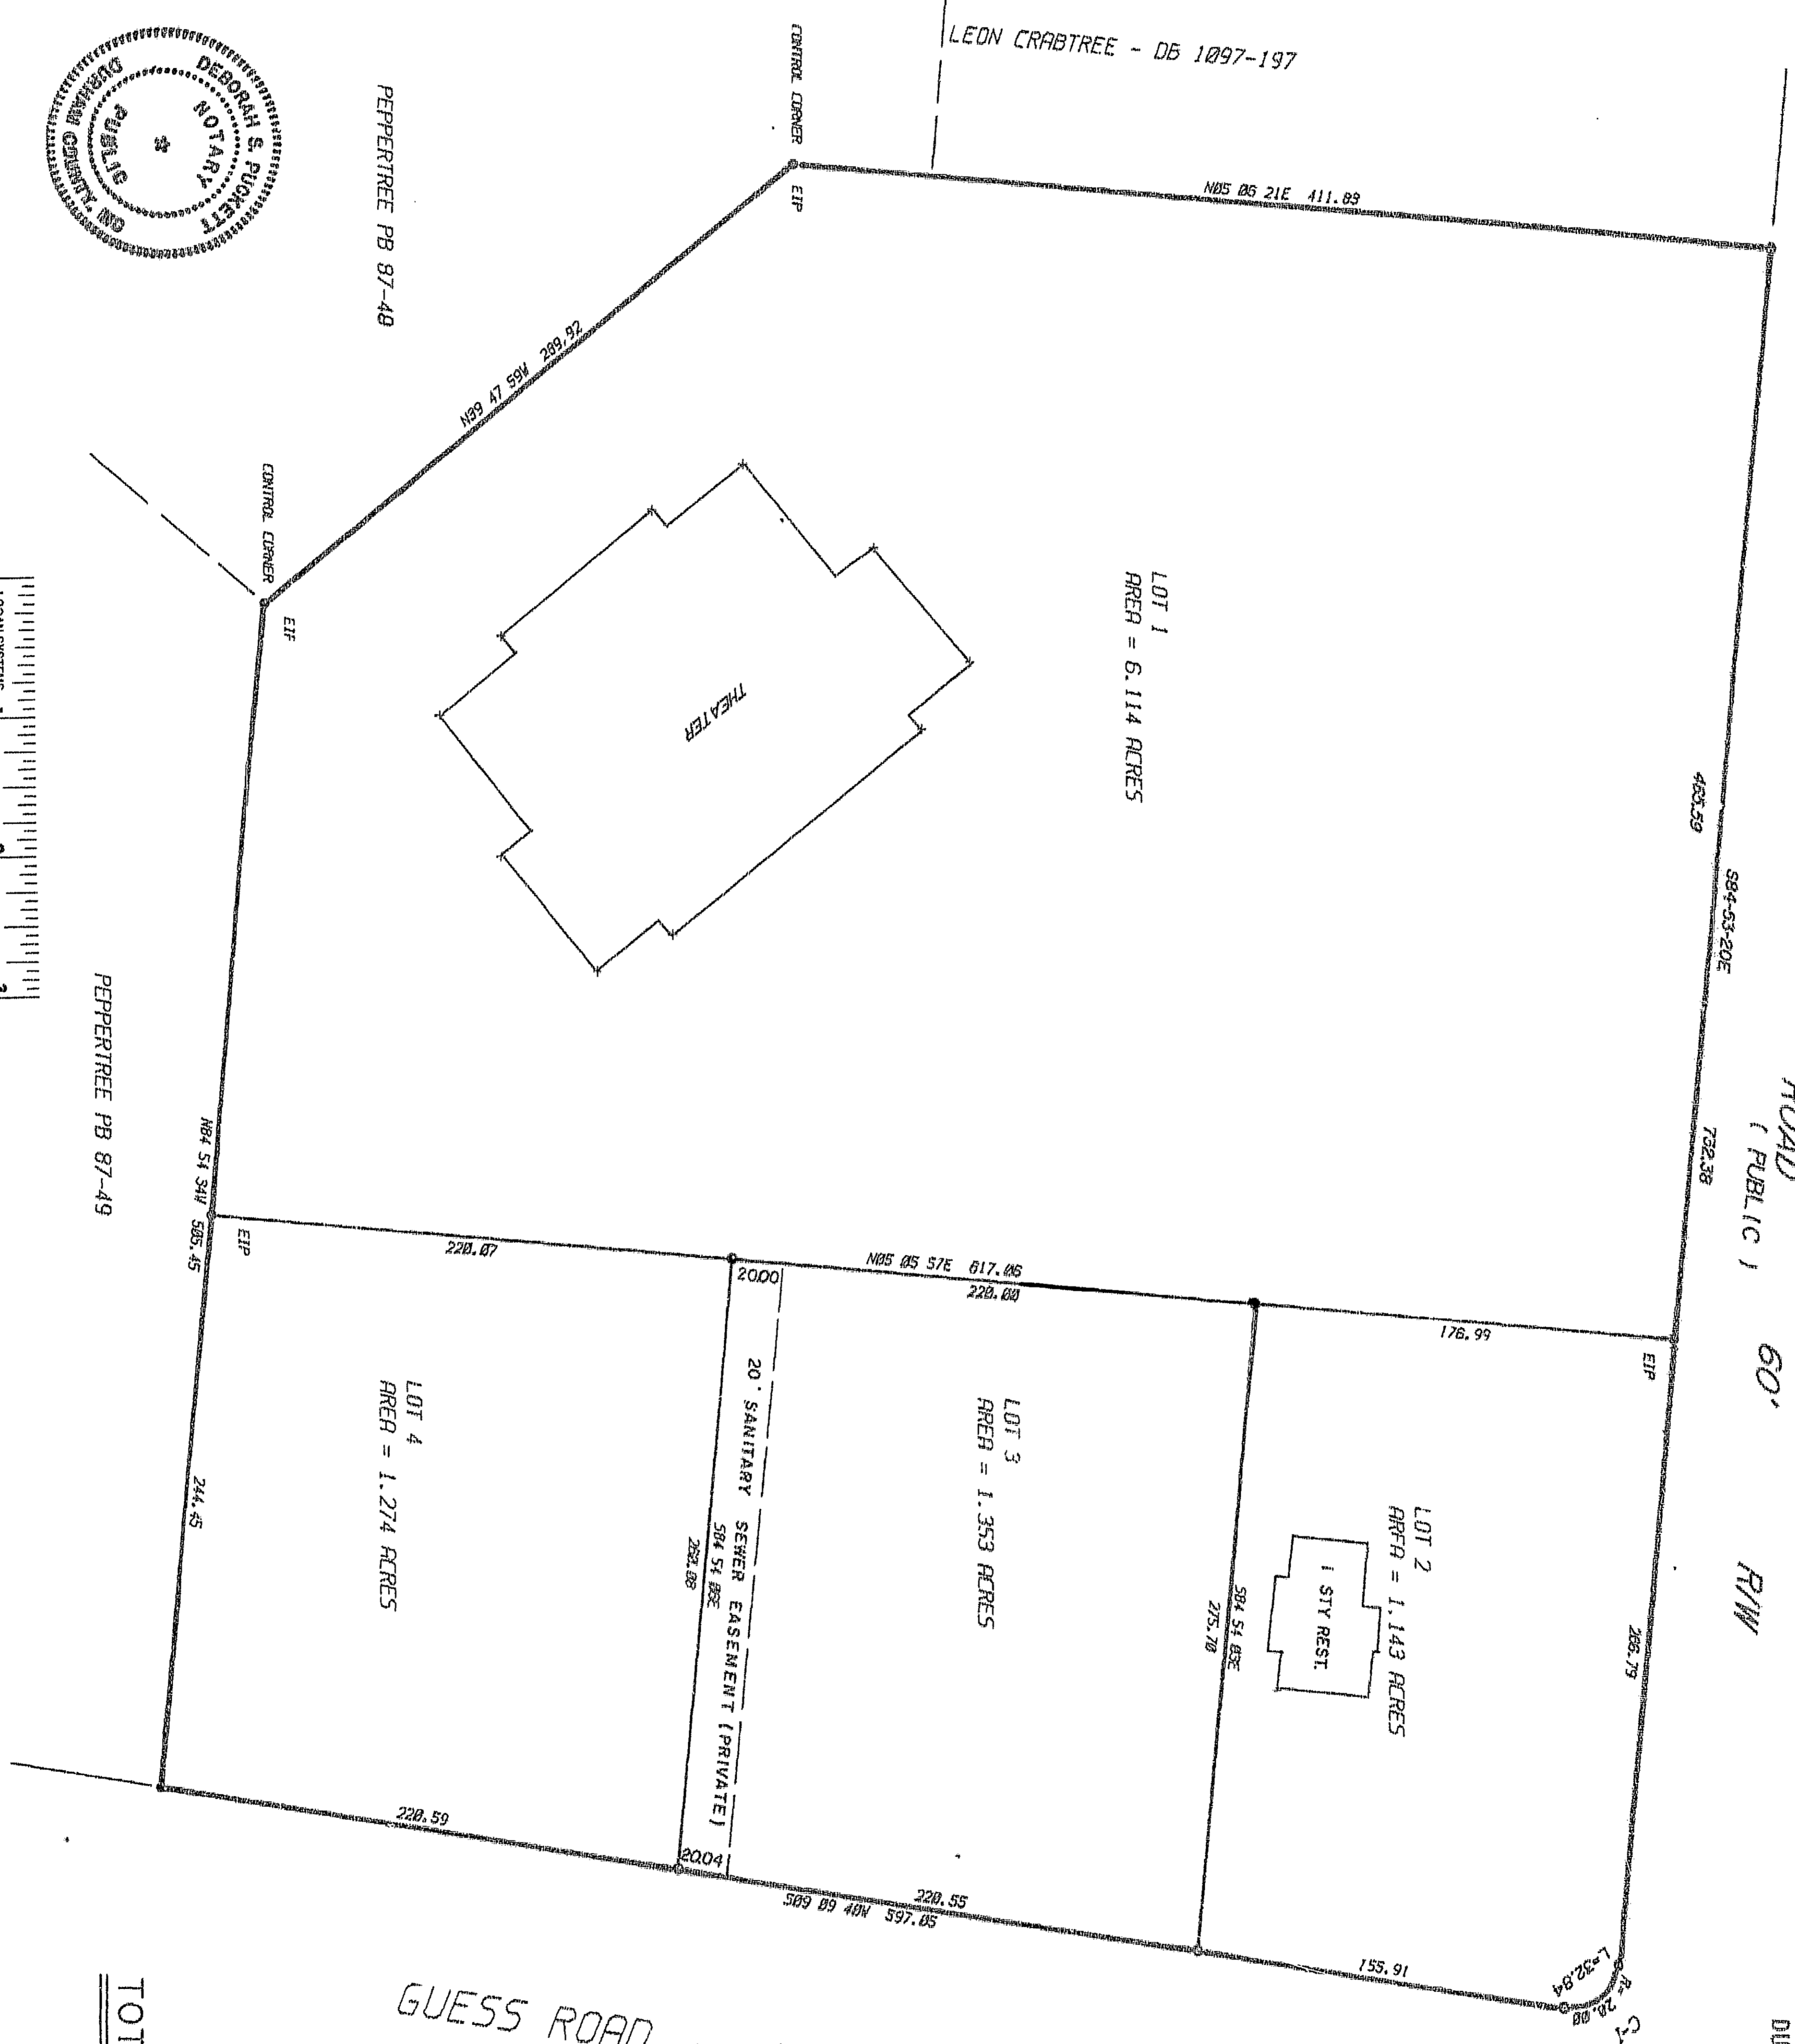 LEON CRABTREE - DB 1097-197
CONTROL CORNER
EIP
N05 06 21E 411.89
DEBORAH S. PUCKETT
NOTARY
PUBLIC
DURHAM COUNTY, NC
PEPPERTREE PB 87-48
N39 47 59W 289.92
CONTROL CORNER
EIF
LOT 1
AREA = 6.114 ACRES
THEATER
465.59
S84-53-20E
732.38
ROAD
( PUBLIC )
60'
R/W
PEPPERTREE PB 87-49
N84 54 34W 505.45
EIP
220.07
20.00
N05 05 57E 617.06
220.00
176.99
EIP
LOT 4
AREA = 1.274 ACRES
20' SANITARY SEWER EASEMENT (PRIVATE)
S84 54 03E
260.08
LOT 3
AREA = 1.353 ACRES
LOT 2
AREA = 1.143 ACRES
1 STY REST.
S84 54 03E
275.70
266.79
244.45
220.59
20.04
220.55
S09 09 40W 597.05
155.91
L=32.84
R= 20.00
GUESS ROAD